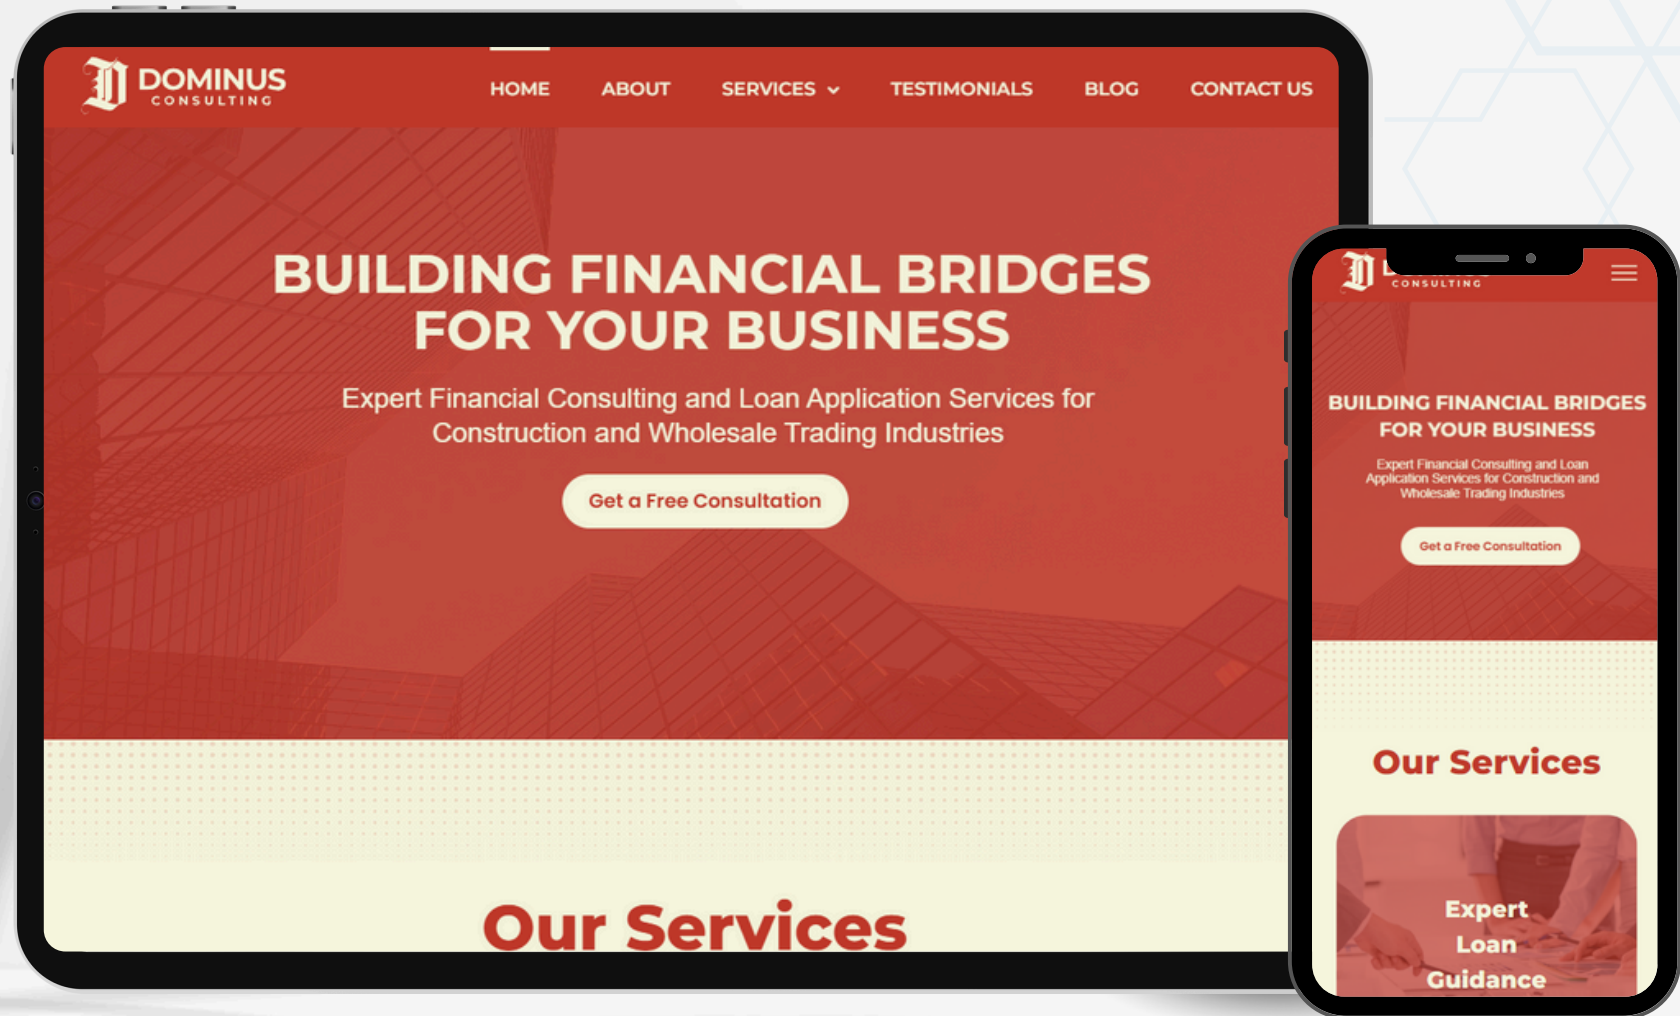 DOMINUS
CONSULTING
HOME ABOUT SERVICES TESTIMONIALS BLOG CONTACT US
BUILDING FINANCIAL BRIDGES
FOR YOUR BUSINESS
Expert Financial Consulting and Loan Application Services for
Construction and Wholesale Trading Industries
Get a Free Consultation
Our Services
CONSULTING
BUILDING FINANCIAL BRIDGES
FOR YOUR BUSINESS
Expert Financial Consulting and Loan
Application Services for Construction and
Wholesale Trading Industries
Get a Free Consultation
Our Services
Expert
Loan
Guidance